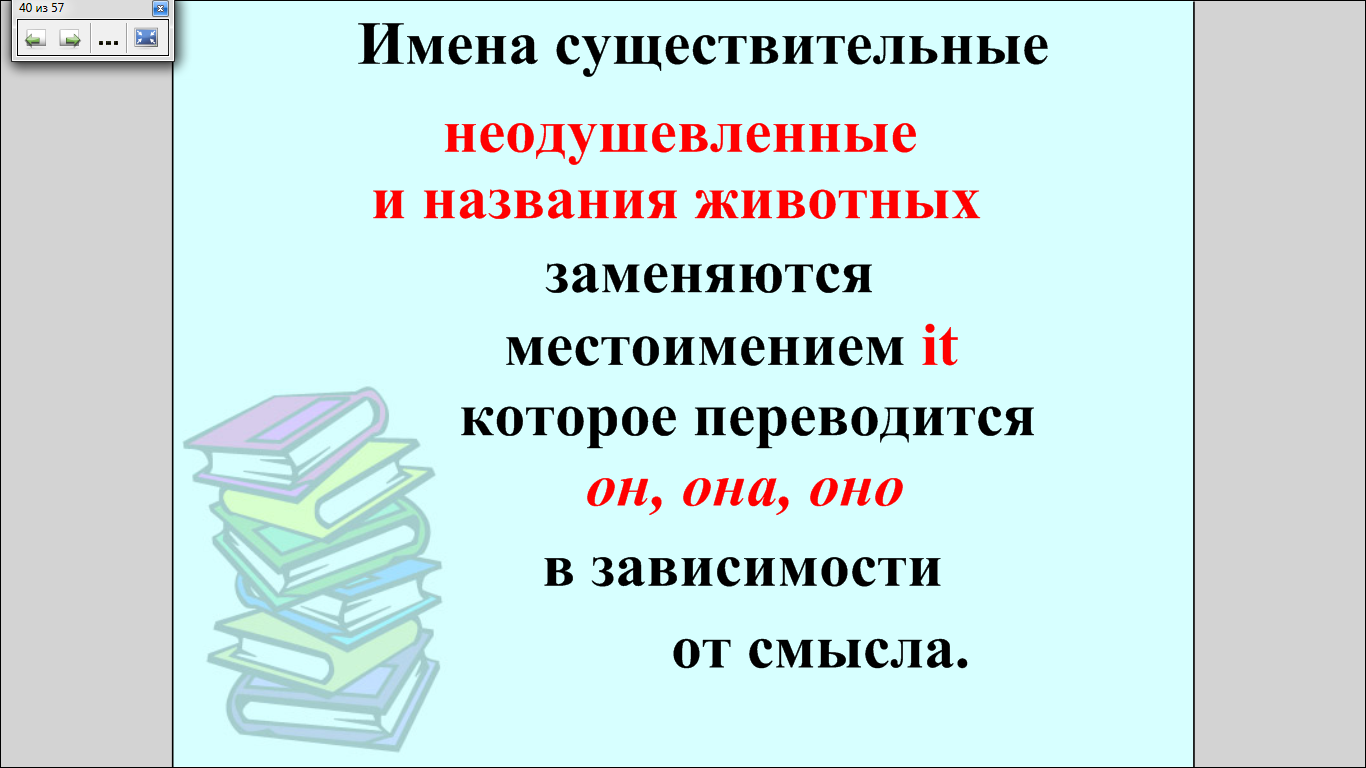 40 из 57
Имена существительные
неодушевленные
и названия животных
заменяются
местоимением it
которое переводится
он, она, оно
в зависимости
от смысла.